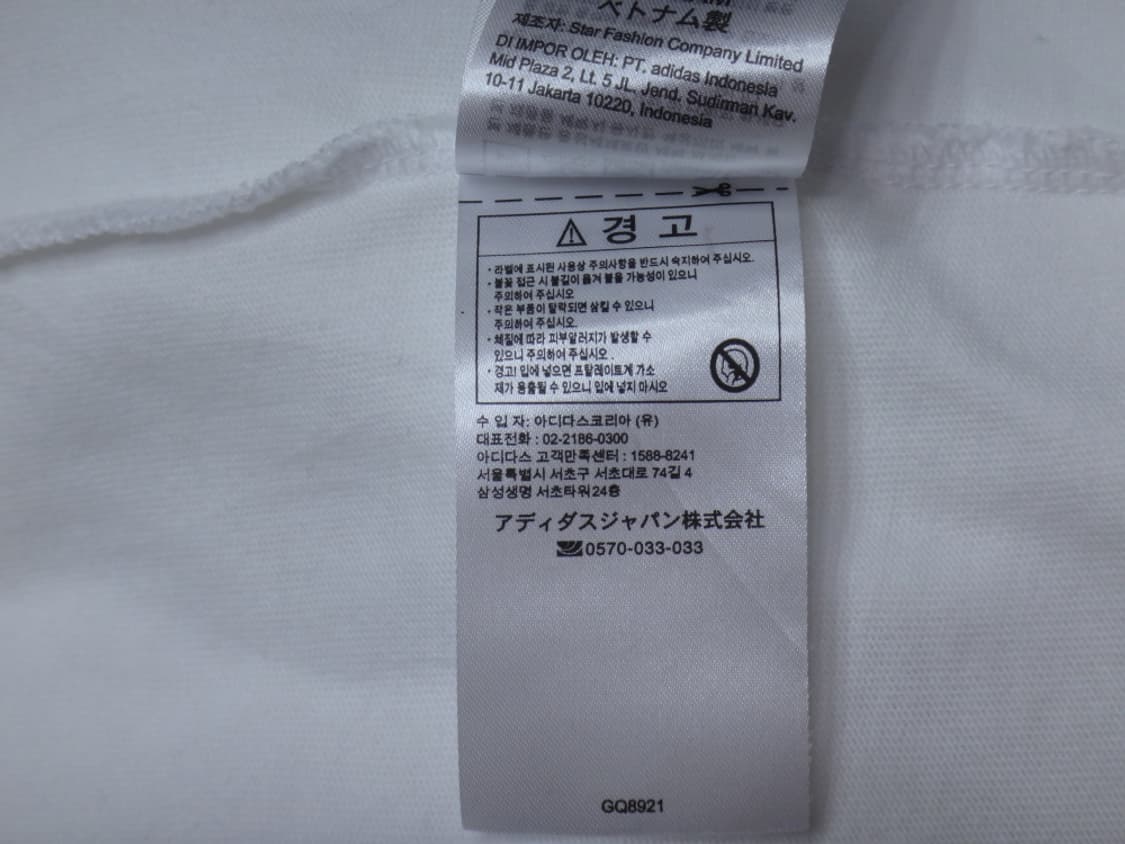 ベトナム製
제조자: Star Fashion Company Limited
DI IMPOR OLEH: PT. adidas Indonesia
Mid Plaza 2, Lt. 5 JL. Jend. Sudirman Kav.
10-11 Jakarta 10220, Indonesia
경 고
· 라벨에 표시된 사용상 주의사항을 반드시 숙지하여 주십시오.
· 불꽃 접근 시 불길이 옮겨 붙을 가능성이 있으니
주의하여 주십시오
· 작은 부품이 탈락되면 삼킬 수 있으니
주의하여 주십시오.
· 체질에 따라 피부알러지가 발생할 수
있으니 주의하여 주십시오 .
· 경고! 입에 넣으면 프탈레이트계 가소
제가 용출될 수 있으니 입에 넣지 마시오
수 입 자: 아디다스코리아 (유)
대표전화 : 02-2186-0300
아디다스 고객만족센터 : 1588-8241
서울특별시 서초구 서초대로 74길 4
삼성생명 서초타워24층
アディダスジャパン株式会社
0570-033-033
GQ8921